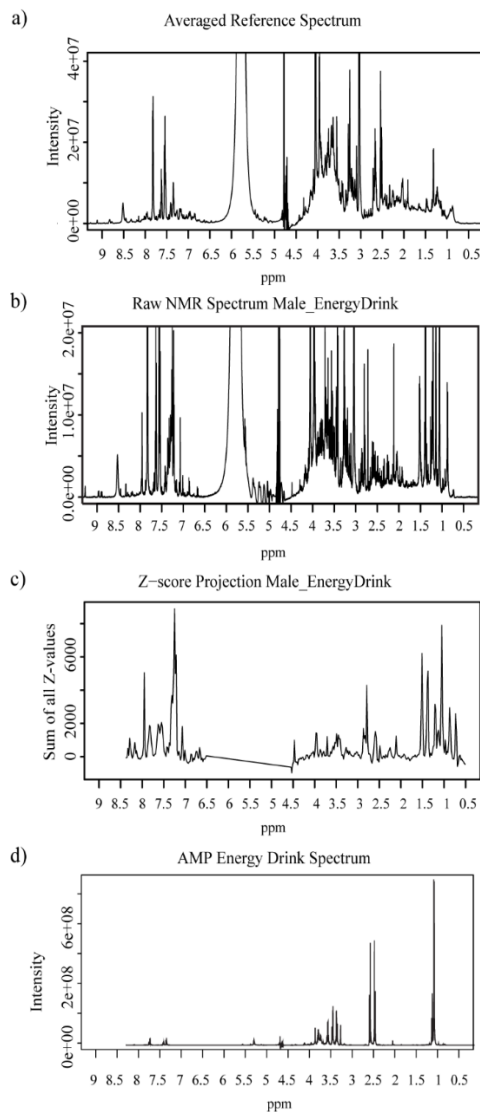 a)
Averaged Reference Spectrum
Intensity
4e+07
2e+07
0e+00
9 8.5 8 7.5 7 6.5 6 5.5 5 4.5 4 3.5 3 2.5 2 1.5 1 0.5
ppm
b)
Raw NMR Spectrum Male_EnergyDrink
Intensity
2.0e+07
1.0e+07
0.0e+00
9 8.5 8 7.5 7 6.5 6 5.5 5 4.5 4 3.5 3 2.5 2 1.5 1 0.5
ppm
c)
Z−score Projection Male_EnergyDrink
Sum of all Z-values
6000
2000
0
9 8.5 8 7.5 7 6.5 6 5.5 5 4.5 4 3.5 3 2.5 2 1.5 1 0.5
ppm
d)
AMP Energy Drink Spectrum
Intensity
6e+08
2e+08
0e+00
9 8.5 8 7.5 7 6.5 6 5.5 5 4.5 4 3.5 3 2.5 2 1.5 1 0.5
ppm